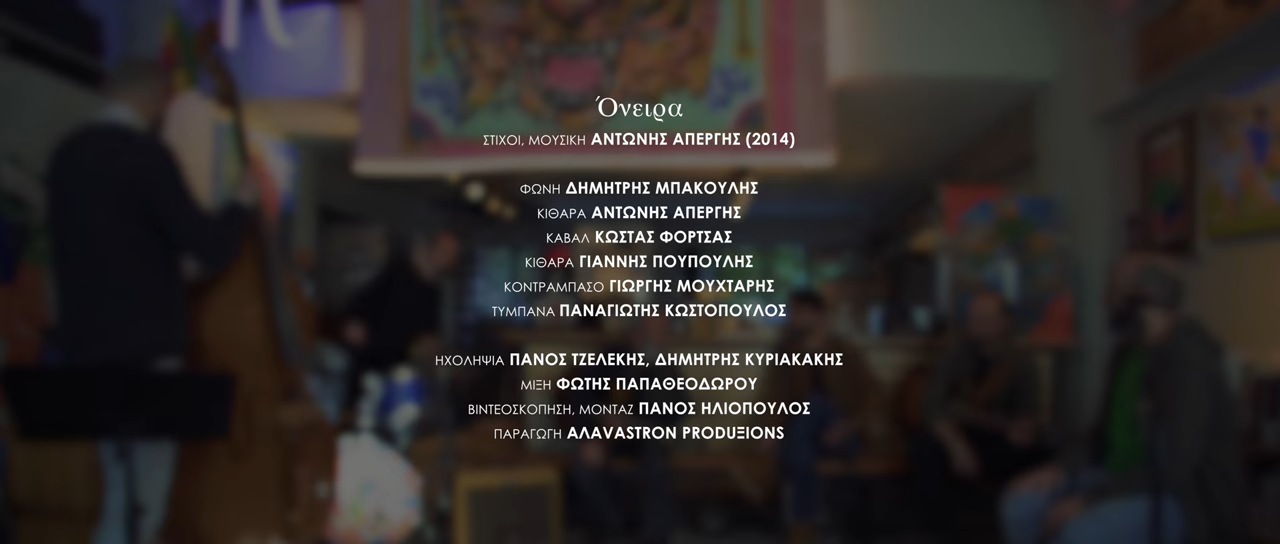 Όνειρα
ΣΤΙΧΟΙ, ΜΟΥΣΙΚΗ ΑΝΤΩΝΗΣ ΑΠΕΡΓΗΣ (2014)
ΦΩΝΗ ΔΗΜΗΤΡΗΣ ΜΠΑΚΟΥΛΗΣ
ΚΙΘΑΡΑ ΑΝΤΩΝΗΣ ΑΠΕΡΓΗΣ
ΚΑΒΑΛ ΚΩΣΤΑΣ ΦΟΡΤΣΑΣ
ΚΙΘΑΡΑ ΓΙΑΝΝΗΣ ΠΟΥΠΟΥΛΗΣ
ΚΟΝΤΡΑΜΠΑΣΟ ΓΙΩΡΓΗΣ ΜΟΥΧΤΑΡΗΣ
ΤΥΜΠΑΝΑ ΠΑΝΑΓΙΩΤΗΣ ΚΩΣΤΟΠΟΥΛΟΣ
ΗΧΟΛΗΨΙΑ ΠΑΝΟΣ ΤΖΕΛΕΚΗΣ, ΔΗΜΗΤΡΗΣ ΚΥΡΙΑΚΑΚΗΣ
ΜΙΞΗ ΦΩΤΗΣ ΠΑΠΑΘΕΟΔΩΡΟΥ
ΒΙΝΤΕΟΣΚΟΠΗΣΗ, ΜΟΝΤΑΖ ΠΑΝΟΣ ΗΛΙΟΠΟΥΛΟΣ
ΠΑΡΑΓΩΓΗ ΑΛΑVASTRON PRODUΞIONS